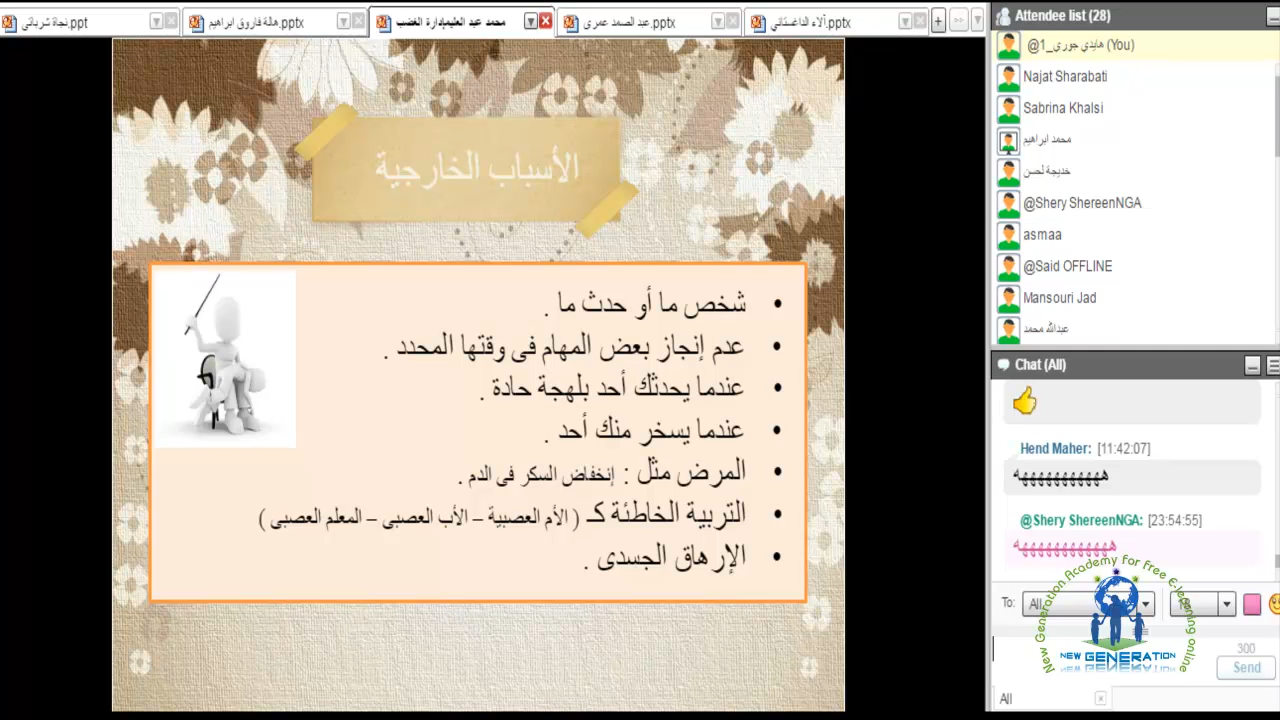 نجاة شرباتي.ppt
هالة فاروق ابراهيم.pptx
محمد عبد العليم|إدارة الغضب
عبد الصمد عمري.pptx
آلاء الداغستاني.pptx
الأسباب الخارجية
• شخص ما أو حدث ما .
• عدم إنجاز بعض المهام فى وقتها المحدد .
• عندما يحدثك أحد بلهجة حادة .
• عندما يسخر منك أحد .
• المرض مثل : إنخفاض السكر فى الدم .
• التربية الخاطئة كـ ( الأم العصبية – الأب العصبى – المعلم العصبى )
• الإرهاق الجسدى .
Attendee list (28)
@1_هايدي جوري (You)
Najat Sharabati
Sabrina Khalsi
محمد ابراهيم
خديجة لحسن
@Shery ShereenNGA
asmaa
@Said OFFLINE
Mansouri Jad
عبدالله محمد
Chat (All)
Hend Maher: [11:42:07]
@Shery ShereenNGA: [23:54:55]
To: All
New Generation Academy For Free Elearning online
NEW GENERATION
300
Send
All